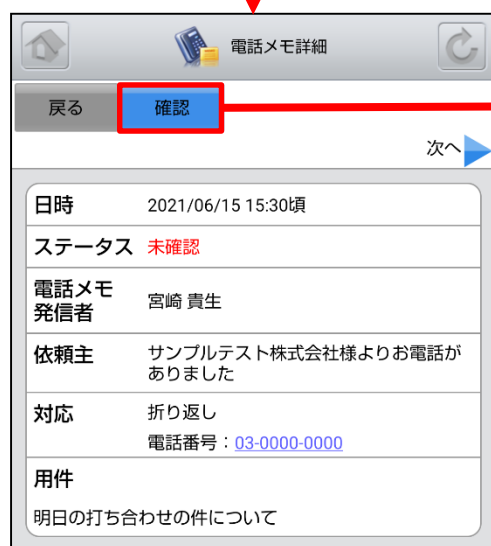 電話メモ詳細
戻る 確認
次へ
日時 2021/06/15 15:30頃
ステータス 未確認
電話メモ
発信者 宮崎 貴生
依頼主 サンプルテスト株式会社様よりお電話が
ありました
対応 折り返し
電話番号：03-0000-0000
用件
明日の打ち合わせの件について